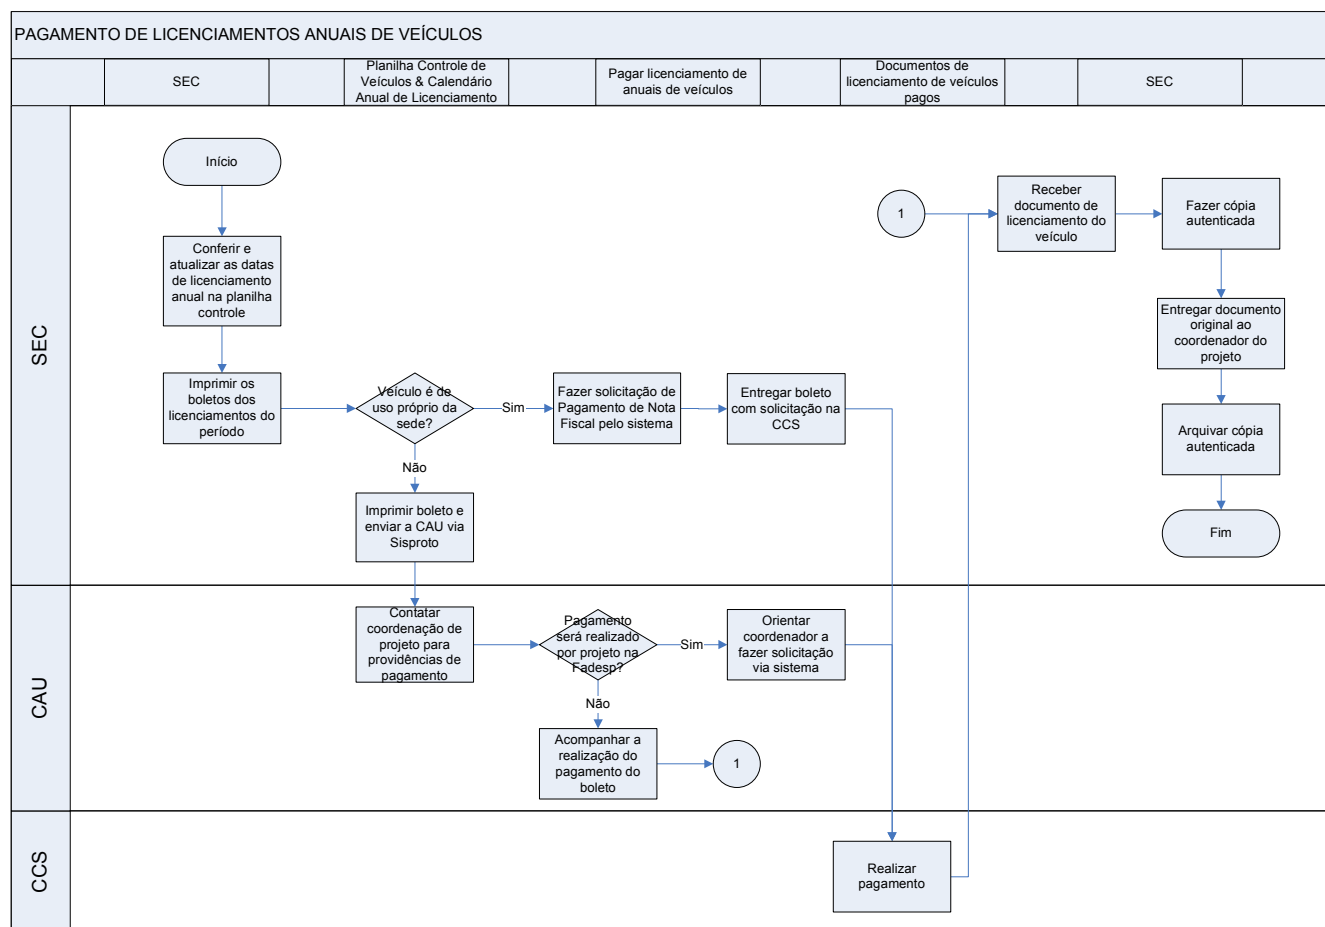 PAGAMENTO DE LICENCIAMENTOS ANUAIS DE VEÍCULOS
SEC
Planilha Controle de
Veículos & Calendário
Anual de Licenciamento
Pagar licenciamento de
anuais de veículos
Documentos de
licenciamento de veículos
pagos
SEC
SEC
Início
Conferir e
atualizar as datas
de licenciamento
anual na planilha
controle
Imprimir os
boletos dos
licenciamentos do
período
Veículo é de
uso próprio da
sede?
Sim
Fazer solicitação de
Pagamento de Nota
Fiscal pelo sistema
Entregar boleto
com solicitação na
CCS
Não
Imprimir boleto e
enviar a CAU via
Sisproto
1
Receber
documento de
licenciamento do
veículo
Fazer cópia
autenticada
Entregar documento
original ao
coordenador do
projeto
Arquivar cópia
autenticada
Fim
CAU
Contatar
coordenação de
projeto para
providências de
pagamento
Pagamento
será realizado
por projeto na
Fadesp?
Sim
Orientar
coordenador a
fazer solicitação
via sistema
Não
Acompanhar a
realização do
pagamento do
boleto
1
CCS
Realizar
pagamento